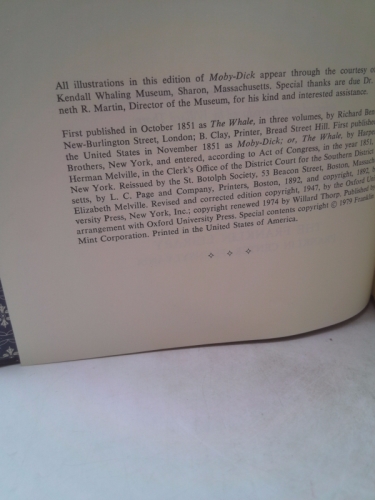 All illustrations in this edition of Moby-Dick appear through the courtesy
Kendall Whaling Museum, Sharon, Massachusetts. Special thanks are due Dr.
neth R. Martin, Director of the Museum, for his kind and interested assistance.
First published in October 1851 as The Whale, in three volumes, by Richard
New-Burlington Street, London; B. Clay, Printer, Bread Street Hill. First published
the United States in November 1851 as Moby-Dick; or, The Whale, by
Brothers, New York, and entered, according to Act of Congress, in the year 1851,
Herman Melville, in the Clerk's Office of the District Court for the Southern District
New York. Reissued by the St. Botolph Society, 53 Beacon Street, Boston,
setts, by L. C. Page and Company, Printers, Boston, 1892, and copyright, 1892, by
Elizabeth Melville. Revised and corrected edition copyright, 1947, by the Oxford
versity Press, New York, Inc.; copyright renewed 1974 by Willard Thorp. Published by
arrangement with Oxford University Press. Special contents copyright © 1979 Franklin
Mint Corporation. Printed in the United States of America.